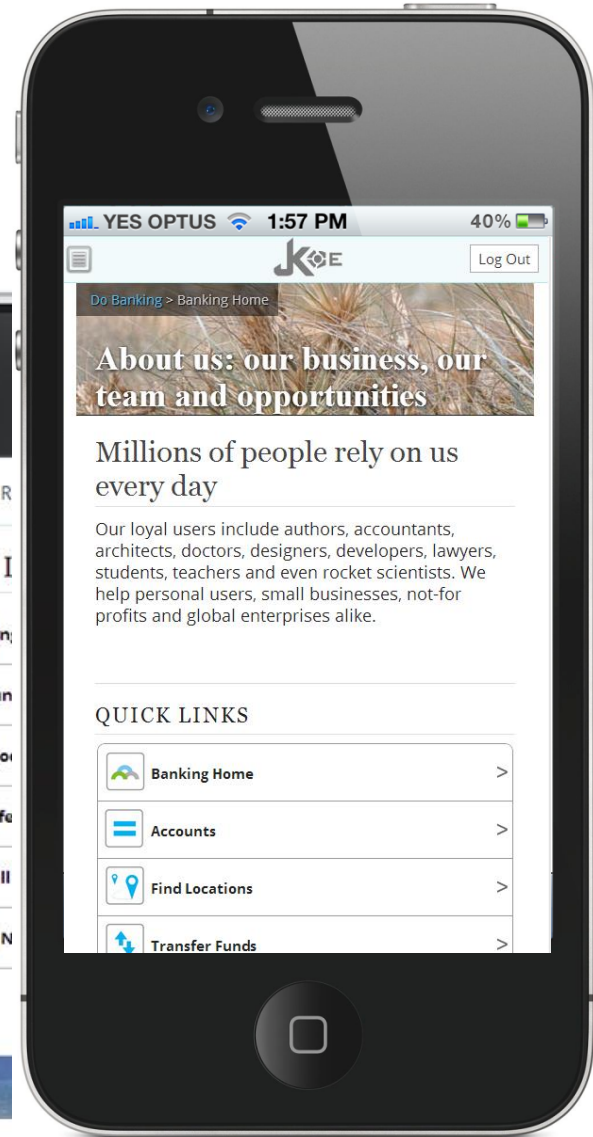 YES OPTUS 1:57 PM 40%
JKOE Log Out
Do Banking > Banking Home
About us: our business, our
team and opportunities
Millions of people rely on us
every day
Our loyal users include authors, accountants,
architects, doctors, designers, developers, lawyers,
students, teachers and even rocket scientists. We
help personal users, small businesses, not-for
profits and global enterprises alike.
QUICK LINKS
Banking Home >
Accounts >
Find Locations >
Transfer Funds >